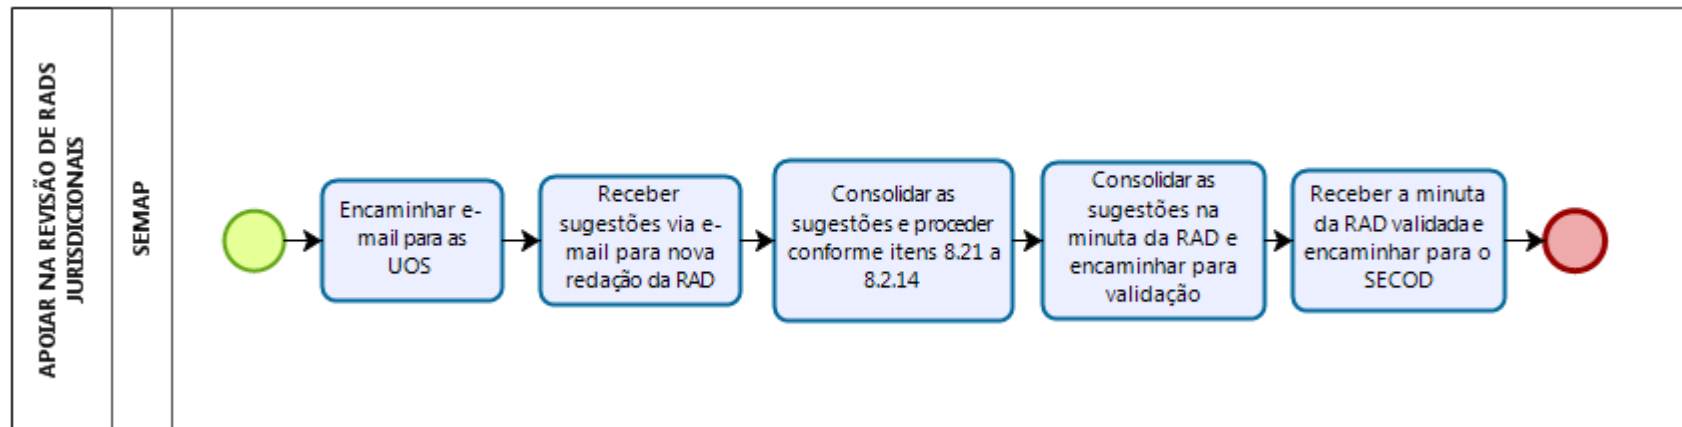 APOIAR NA REVISÃO DE RADS
JURISDICIONAIS
SEMAP
Encaminhar e-
mail para as
UOS
Receber
sugestões via e-
mail para nova
redação da RAD
Consolidar as
sugestões e proceder
conforme itens 8.21 a
8.2.14
Consolidar as
sugestões na
minuta da RAD e
encaminhar para
validação
Receber a minuta
da RAD validada e
encaminhar para o
SECOD